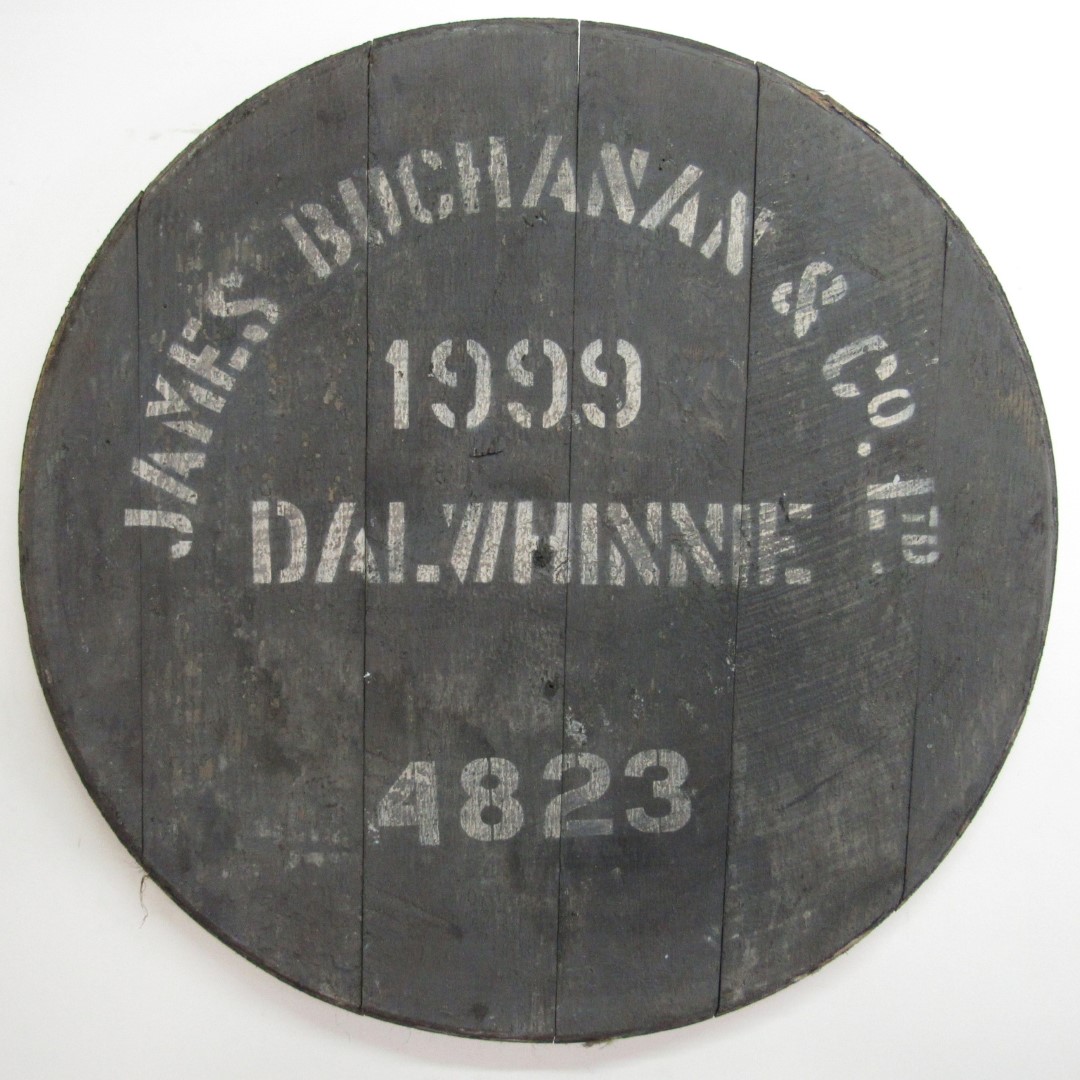 JAMES BUCHANAN & CO. LTD.
1999
DALWHINNIE
4823